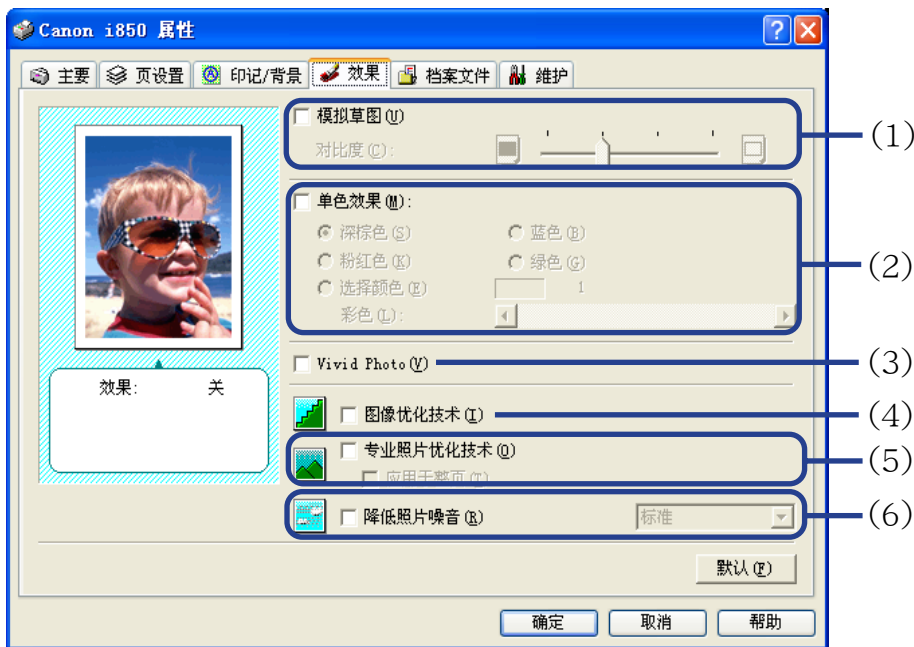 Canon i850 属性
主要 页设置 印记/背景 效果 档案文件 维护
模拟草图(U)
对比度(C):
(1)
单色效果(M):
深棕色(S) 蓝色(B)
粉红色(K) 绿色(G)
选择颜色(E) 1
彩色(L):
(2)
Vivid Photo(V)
(3)
效果: 关
图像优化技术(I)
(4)
专业照片优化技术(O)
应用于整页(T)
(5)
降低照片噪音(R) 标准
(6)
默认(F)
确定 取消 帮助